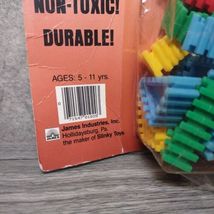 NON-TOXIC!
DURABLE!
AGES: 5 - 11 yrs.
James Industries, Inc.
Hollidaysburg, Pa.
the maker of Slinky Toys